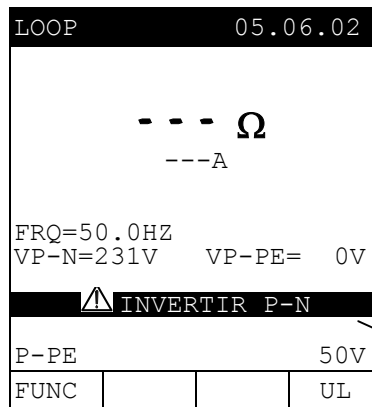 LOOP 05.06.02
- - - Ω
---A
FRQ=50.0HZ
VP-N=231V VP-PE= 0V
⚠ INVERTIR P-N
P-PE 50V
FUNC UL